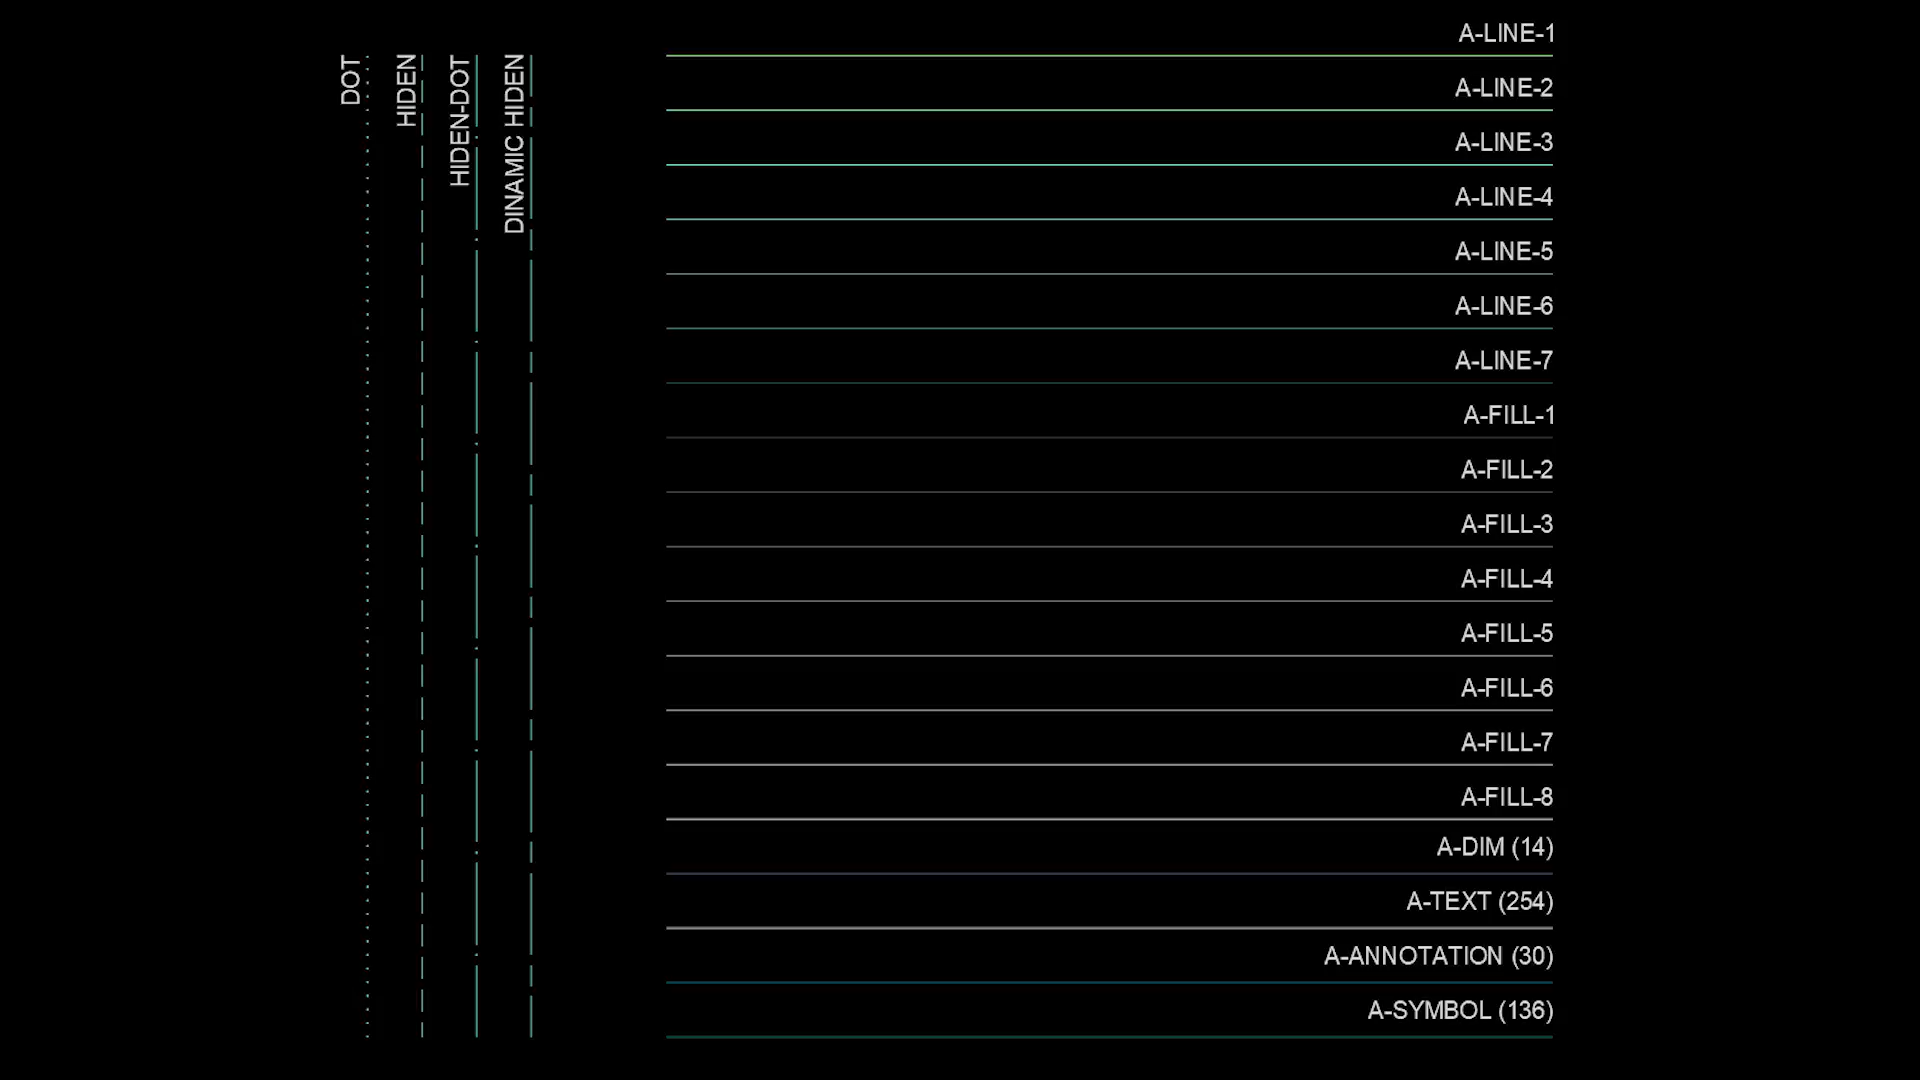 DOT
HIDEN
HIDEN-DOT
DINAMIC HIDEN
A-LINE-1
A-LINE-2
A-LINE-3
A-LINE-4
A-LINE-5
A-LINE-6
A-LINE-7
A-FILL-1
A-FILL-2
A-FILL-3
A-FILL-4
A-FILL-5
A-FILL-6
A-FILL-7
A-FILL-8
A-DIM (14)
A-TEXT (254)
A-ANNOTATION (30)
A-SYMBOL (136)